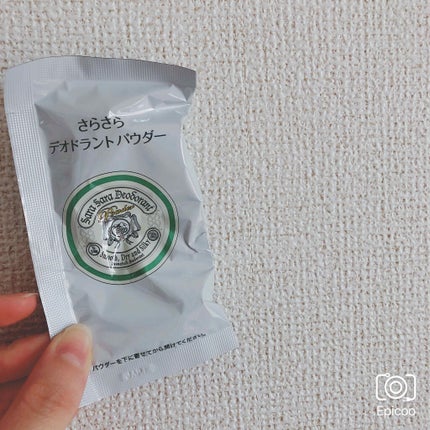 さらさら
デオドラント パウダー
Sara Sara Deodorant
Powder
Smooth, Dry and Silky
パウダーを下に寄せてから開けてください。
Epicoo